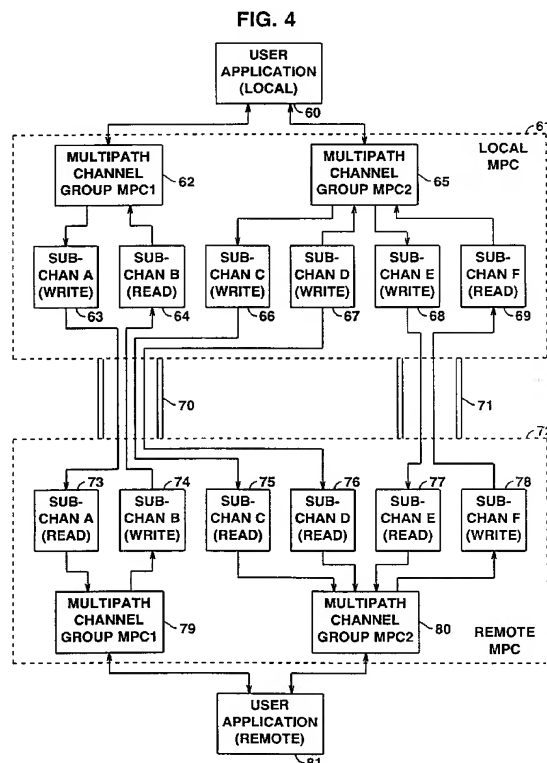 FIG. 4
USER
APPLICATION
(LOCAL)
60
61
LOCAL
MPC
MULTIPATH
CHANNEL
GROUP MPC1
62
MULTIPATH
CHANNEL
GROUP MPC2
65
SUB-
CHAN A
(WRITE)
63
SUB-
CHAN B
(READ)
64
SUB-
CHAN C
(WRITE)
66
SUB-
CHAN D
(WRITE)
67
SUB-
CHAN E
(WRITE)
68
SUB-
CHAN F
(READ)
69
70
71
73
SUB-
CHAN A
(READ)
74
SUB-
CHAN B
(WRITE)
75
SUB-
CHAN C
(READ)
76
SUB-
CHAN D
(READ)
77
SUB-
CHAN E
(READ)
78
SUB-
CHAN F
(WRITE)
MULTIPATH
CHANNEL
GROUP MPC1
79
MULTIPATH
CHANNEL
GROUP MPC2
80
REMOTE
MPC
USER
APPLICATION
(REMOTE)
81